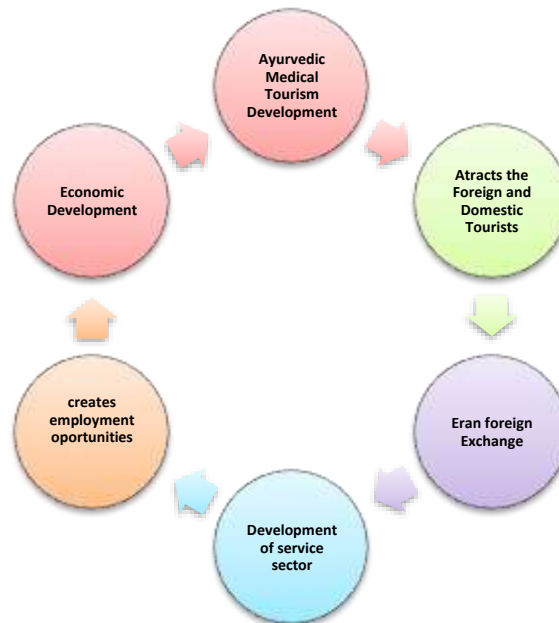 Ayurvedic
Medical
Tourism
Development
Atracts the
Foreign and
Domestic
Tourists
Eran foreign
Exchange
Development
of service
sector
creates
employment
oportunities
Economic
Development